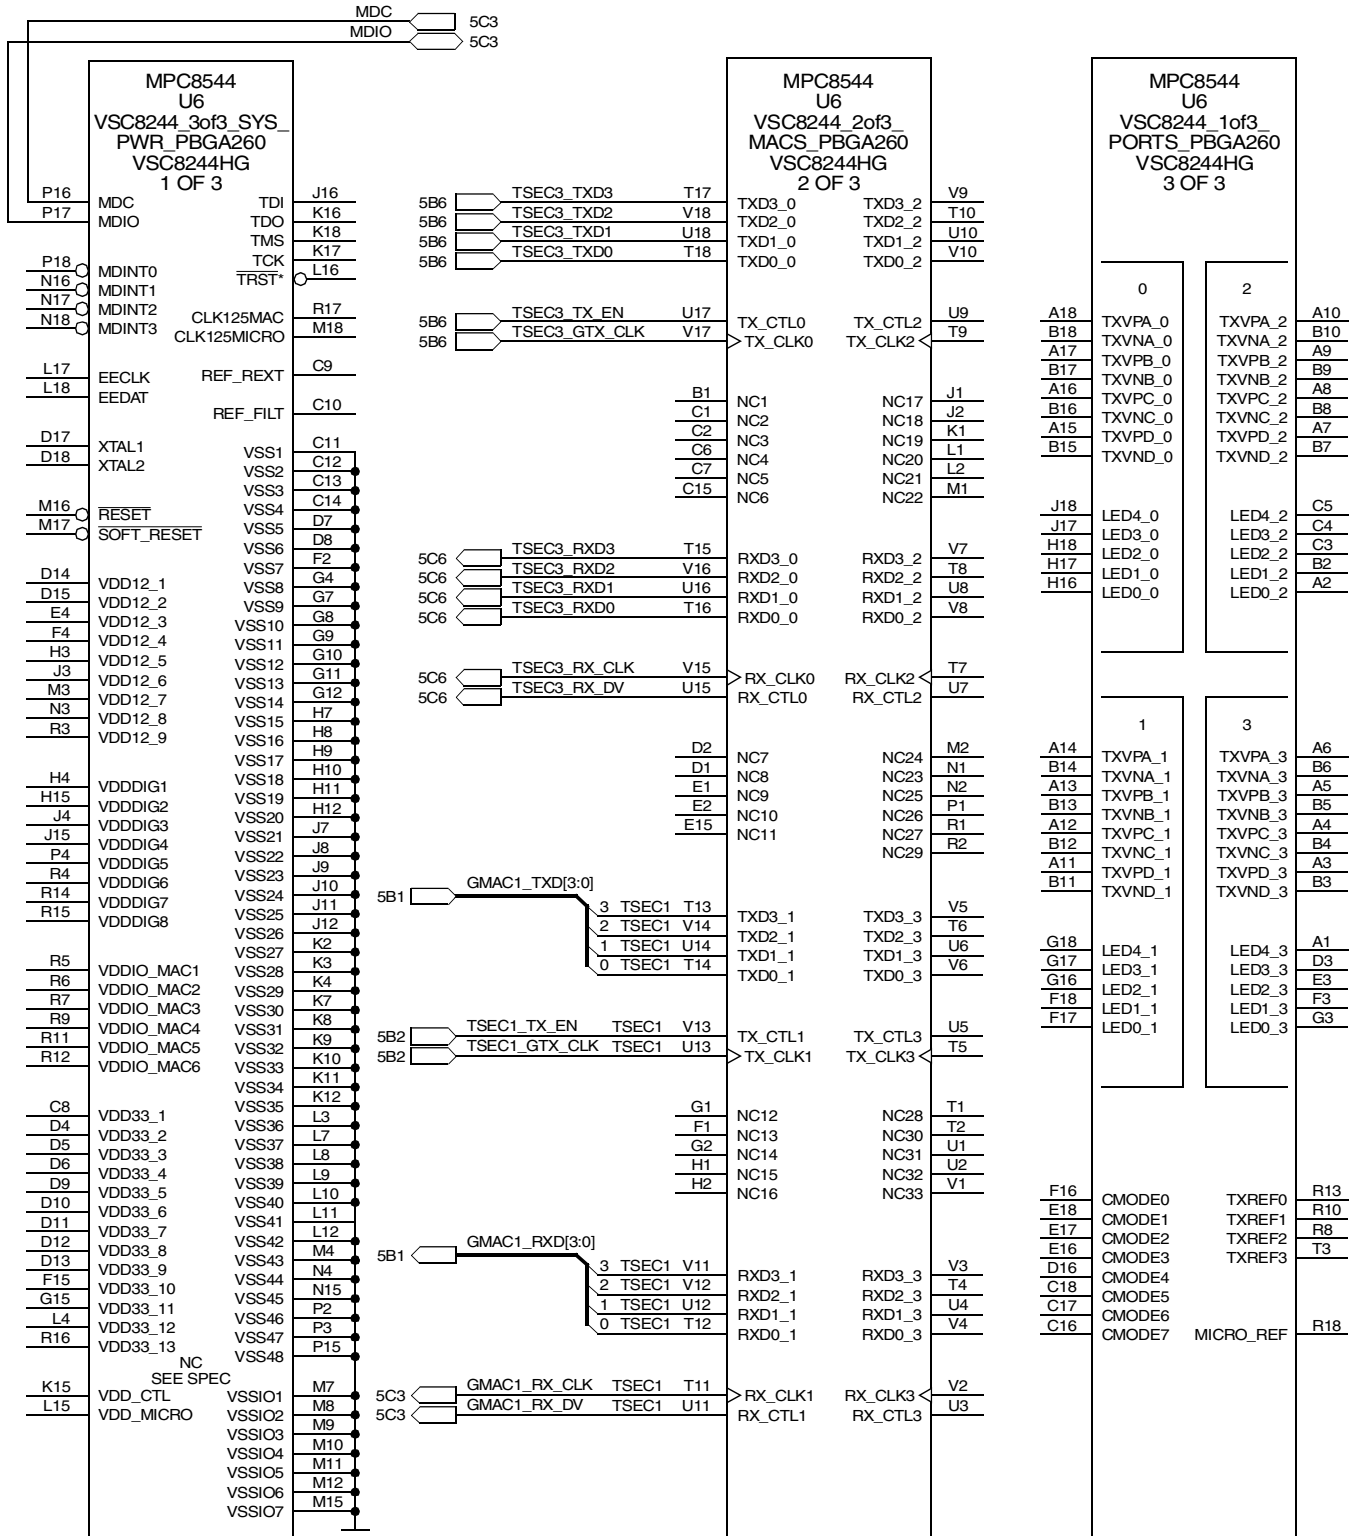 MDC 5C3
MDIO 5C3
MPC8544
U6
VSC8244_3of3_SYS_
PWR_PBGA260
VSC8244HG
1 OF 3
P16 MDC
P17 MDIO
P18 MDINT0
N16 MDINT1
N17 MDINT2
N18 MDINT3
L17 EECLK
L18 EEDAT
D17 XTAL1
D18 XTAL2
M16 RESET
M17 SOFT_RESET
D14 VDD12_1
D15 VDD12_2
E4 VDD12_3
F4 VDD12_4
H3 VDD12_5
J3 VDD12_6
M3 VDD12_7
N3 VDD12_8
R3 VDD12_9
H4 VDDDIG1
H15 VDDDIG2
J4 VDDDIG3
J15 VDDDIG4
P4 VDDDIG5
R4 VDDDIG6
R14 VDDDIG7
R15 VDDDIG8
R5 VDDIO_MAC1
R6 VDDIO_MAC2
R7 VDDIO_MAC3
R9 VDDIO_MAC4
R11 VDDIO_MAC5
R12 VDDIO_MAC6
C8 VDD33_1
D4 VDD33_2
D5 VDD33_3
D6 VDD33_4
D9 VDD33_5
D10 VDD33_6
D11 VDD33_7
D12 VDD33_8
D13 VDD33_9
F15 VDD33_10
G15 VDD33_11
L4 VDD33_12
R16 VDD33_13
NC
SEE SPEC
K15 VDD_CTL
L15 VDD_MICRO
TDI J16
TDO K16
TMS K18
TCK K17
TRST* L16
CLK125MAC R17
CLK125MICRO M18
REF_REXT C9
REF_FILT C10
VSS1 C11
VSS2 C12
VSS3 C13
VSS4 C14
VSS5 D7
VSS6 D8
VSS7 F2
VSS8 G4
VSS9 G7
VSS10 G8
VSS11 G9
VSS12 G10
VSS13 G11
VSS14 G12
VSS15 H7
VSS16 H8
VSS17 H9
VSS18 H10
VSS19 H11
VSS20 H12
VSS21 J7
VSS22 J8
VSS23 J9
VSS24 J10
VSS25 J11
VSS26 J12
VSS27 K2
VSS28 K3
VSS29 K4
VSS30 K7
VSS31 K8
VSS32 K9
VSS33 K10
VSS34 K11
VSS35 K12
VSS36 L3
VSS37 L7
VSS38 L8
VSS39 L9
VSS40 L10
VSS41 L11
VSS42 L12
VSS43 M4
VSS44 N4
VSS45 N15
VSS46 P2
VSS47 P3
VSS48 P15
VSSIO1 M7
VSSIO2 M8
VSSIO3 M9
VSSIO4 M10
VSSIO5 M11
VSSIO6 M12
VSSIO7 M15
MPC8544
U6
VSC8244_2of3_
MACS_PBGA260
VSC8244HG
2 OF 3
5B6 TSEC3_TXD3 T17 TXD3_0 TXD3_2 V9
5B6 TSEC3_TXD2 V18 TXD2_0 TXD2_2 T10
5B6 TSEC3_TXD1 U18 TXD1_0 TXD1_2 U10
5B6 TSEC3_TXD0 T18 TXD0_0 TXD0_2 V10
5B6 TSEC3_TX_EN U17 TX_CTL0 TX_CTL2 U9
5B6 TSEC3_GTX_CLK V17 TX_CLK0 TX_CLK2 T9
B1 NC1 NC17 J1
C1 NC2 NC18 J2
C2 NC3 NC19 K1
C6 NC4 NC20 L1
C7 NC5 NC21 L2
C15 NC6 NC22 M1
5C6 TSEC3_RXD3 T15 RXD3_0 RXD3_2 V7
5C6 TSEC3_RXD2 V16 RXD2_0 RXD2_2 T8
5C6 TSEC3_RXD1 U16 RXD1_0 RXD1_2 U8
5C6 TSEC3_RXD0 T16 RXD0_0 RXD0_2 V8
5C6 TSEC3_RX_CLK V15 RX_CLK0 RX_CLK2 T7
5C6 TSEC3_RX_DV U15 RX_CTL0 RX_CTL2 U7
D2 NC7 NC24 M2
D1 NC8 NC23 N1
E1 NC9 NC25 N2
E2 NC10 NC26 P1
E15 NC11 NC27 R1
NC29 R2
5B1 GMAC1_TXD[3:0]
3 TSEC1 T13 TXD3_1 TXD3_3 V5
2 TSEC1 V14 TXD2_1 TXD2_3 T6
1 TSEC1 U14 TXD1_1 TXD1_3 U6
0 TSEC1 T14 TXD0_1 TXD0_3 V6
5B2 TSEC1_TX_EN TSEC1 V13 TX_CTL1 TX_CTL3 U5
5B2 TSEC1_GTX_CLK TSEC1 U13 TX_CLK1 TX_CLK3 T5
G1 NC12 NC28 T1
F1 NC13 NC30 T2
G2 NC14 NC31 U1
H1 NC15 NC32 U2
H2 NC16 NC33 V1
5B1 GMAC1_RXD[3:0]
3 TSEC1 V11 RXD3_1 RXD3_3 V3
2 TSEC1 V12 RXD2_1 RXD2_3 T4
1 TSEC1 U12 RXD1_1 RXD1_3 U4
0 TSEC1 T12 RXD0_1 RXD0_3 V4
5C3 GMAC1_RX_CLK TSEC1 T11 RX_CLK1 RX_CLK3 V2
5C3 GMAC1_RX_DV TSEC1 U11 RX_CTL1 RX_CTL3 U3
MPC8544
U6
VSC8244_1of3_
PORTS_PBGA260
VSC8244HG
3 OF 3
0 2
A18 TXVPA_0 TXVPA_2 A10
B18 TXVNA_0 TXVNA_2 B10
A17 TXVPB_0 TXVPB_2 A9
B17 TXVNB_0 TXVNB_2 B9
A16 TXVPC_0 TXVPC_2 A8
B16 TXVNC_0 TXVNC_2 B8
A15 TXVPD_0 TXVPD_2 A7
B15 TXVND_0 TXVND_2 B7
J18 LED4_0 LED4_2 C5
J17 LED3_0 LED3_2 C4
H18 LED2_0 LED2_2 C3
H17 LED1_0 LED1_2 B2
H16 LED0_0 LED0_2 A2
1 3
A14 TXVPA_1 TXVPA_3 A6
B14 TXVNA_1 TXVNA_3 B6
A13 TXVPB_1 TXVPB_3 A5
B13 TXVNB_1 TXVNB_3 B5
A12 TXVPC_1 TXVPC_3 A4
B12 TXVNC_1 TXVNC_3 B4
A11 TXVPD_1 TXVPD_3 A3
B11 TXVND_1 TXVND_3 B3
G18 LED4_1 LED4_3 A1
G17 LED3_1 LED3_3 D3
G16 LED2_1 LED2_3 E3
F18 LED1_1 LED1_3 F3
F17 LED0_1 LED0_3 G3
F16 CMODE0 TXREF0 R13
E18 CMODE1 TXREF1 R10
E17 CMODE2 TXREF2 R8
E16 CMODE3 TXREF3 T3
D16 CMODE4
C18 CMODE5
C17 CMODE6
C16 CMODE7 MICRO_REF R18